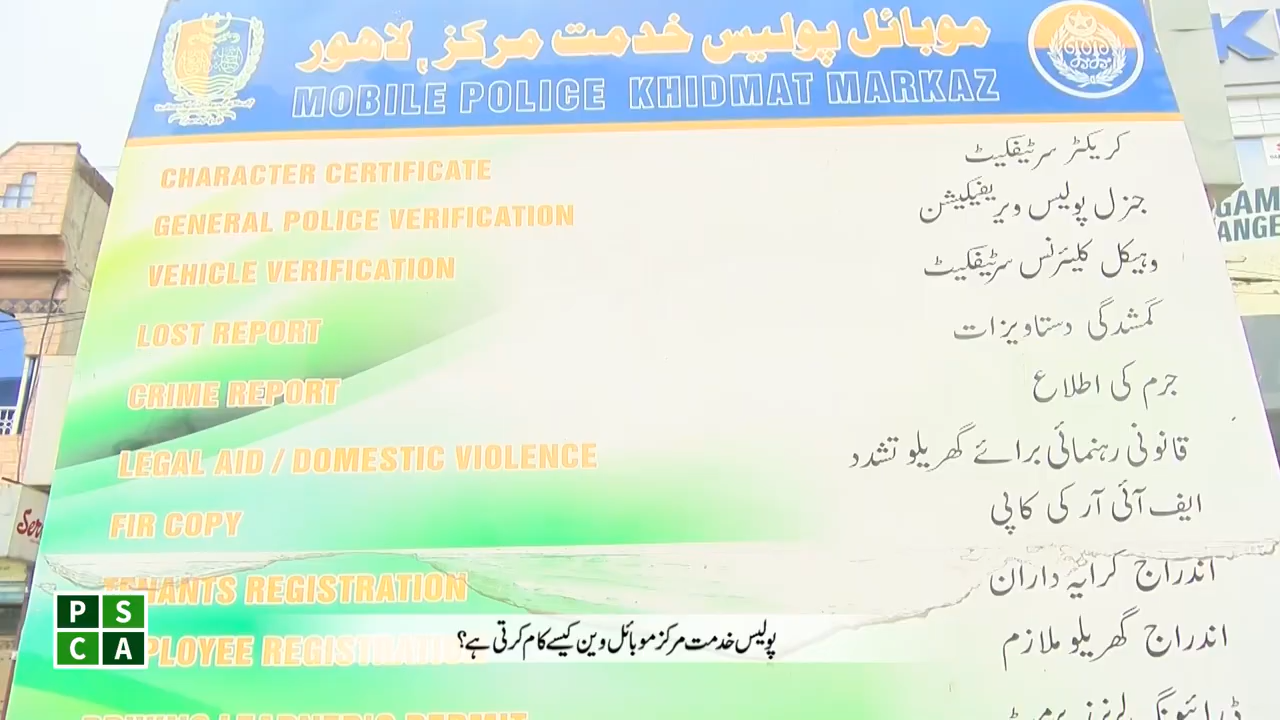 موبائل پولیس خدمت مرکز، لاہور
MOBILE POLICE KHIDMAT MARKAZ
CHARACTER CERTIFICATE کریکٹر سرٹیفکیٹ
GENERAL POLICE VERIFICATION جنرل پولیس ویریفیکیشن
VEHICLE VERIFICATION وہیکل کلیئرنس سرٹیفکیٹ
LOST REPORT گمشدگی دستاویزات
CRIME REPORT جرم کی اطلاع
LEGAL AID / DOMESTIC VIOLENCE قانونی رہنمائی برائے گھریلو تشدد
FIR COPY ایف آئی آر کی کاپی
TENANTS REGISTRATION اندراج کرایہ داران
PLOYEE REGISTRATION اندراج گھریلو ملازم
PSCA
پولیس خدمت مرکز موبائل وین کیسے کام کرتی ہے؟